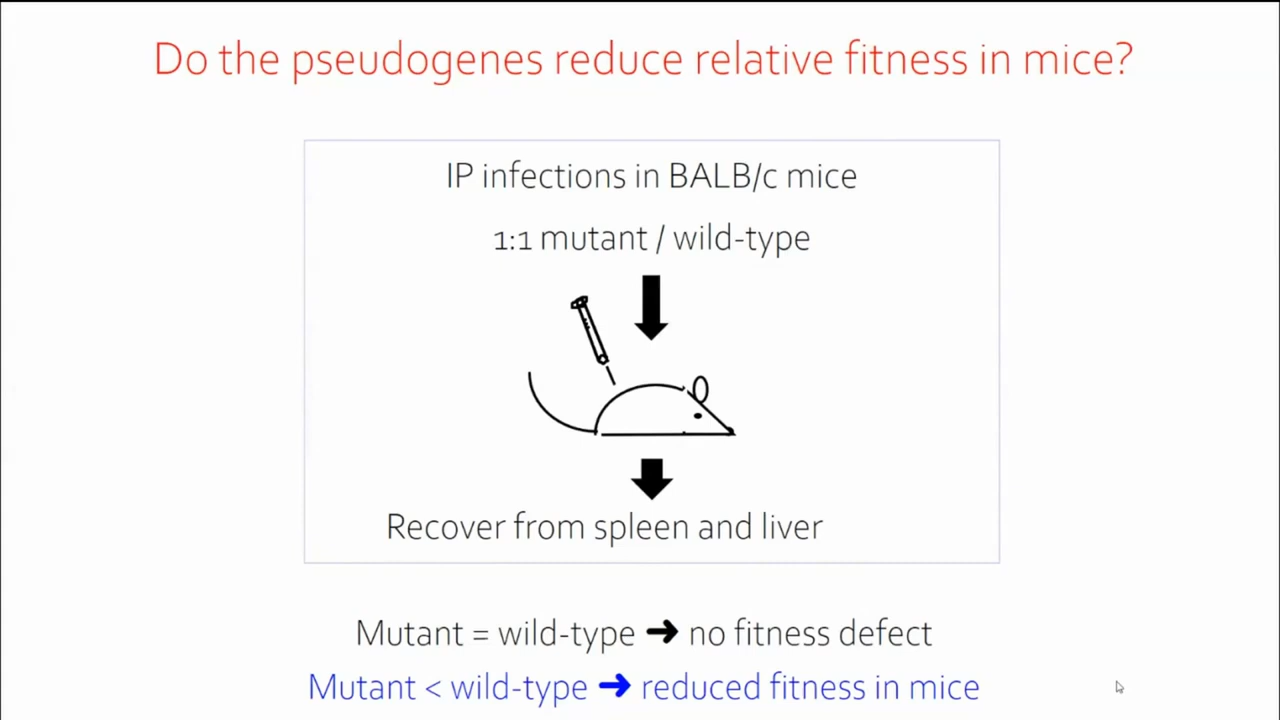 Do the pseudogenes reduce relative fitness in mice?
IP infections in BALB/c mice
1:1 mutant / wild-type
Recover from spleen and liver
Mutant = wild-type ➔ no fitness defect
Mutant < wild-type ➔ reduced fitness in mice